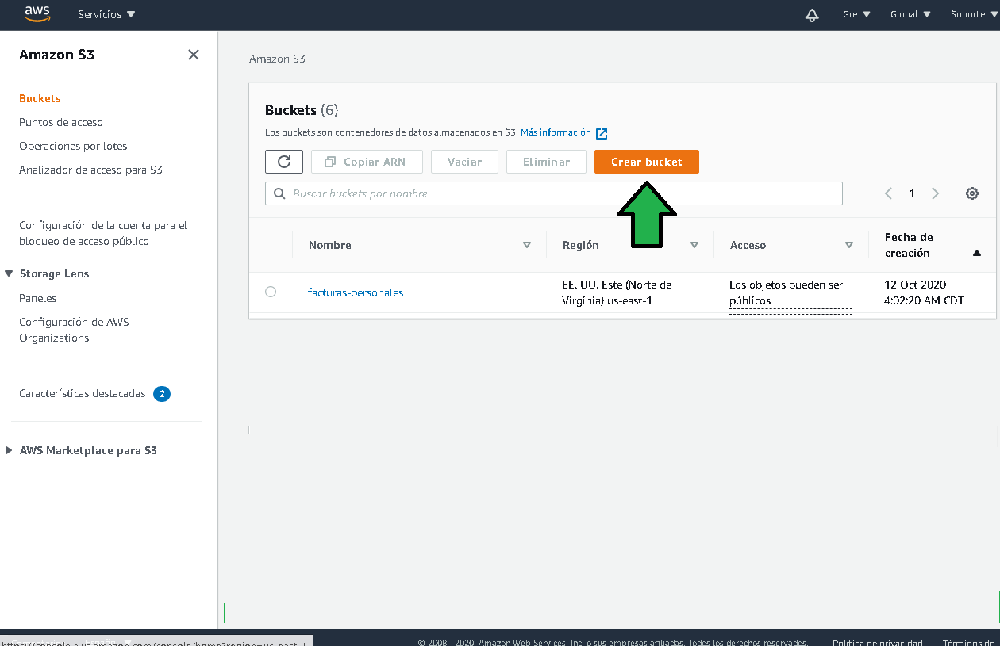 aws
Servicios
Gre
Global
Soporte
Amazon S3
Buckets
Puntos de acceso
Operaciones por lotes
Analizador de acceso para S3
Configuración de la cuenta para el
bloqueo de acceso público
Storage Lens
Paneles
Configuración de AWS
Organizations
Características destacadas 2
AWS Marketplace para S3
Amazon S3
Buckets (6)
Los buckets son contenedores de datos almacenados en S3. Más información
Copiar ARN
Vaciar
Eliminar
Crear bucket
Buscar buckets por nombre
1
Nombre
Región
Acceso
Fecha de
creación
facturas-personales
EE. UU. Este (Norte de
Virginia) us-east-1
Los objetos pueden ser
públicos
12 Oct 2020
4:02:20 AM CDT
Español
https://console.aws.amazon.com/console/home?region=us-east-1
© 2008 - 2020, Amazon Web Services, Inc. o sus empresas afiliadas. Todos los derechos reservados.
Política de privacidad
Términos de